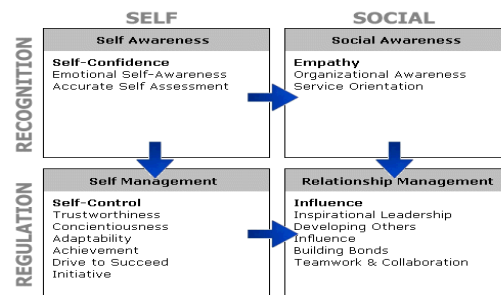 SELF
SOCIAL
RECOGNITION
Self Awareness
Self-Confidence
Emotional Self-Awareness
Accurate Self Assessment
Social Awareness
Empathy
Organizational Awareness
Service Orientation
REGULATION
Self Management
Self-Control
Trustworthiness
Concientiousness
Adaptability
Achievement
Drive to Succeed
Initiative
Relationship Management
Influence
Inspirational Leadership
Developing Others
Influence
Building Bonds
Teamwork & Collaboration